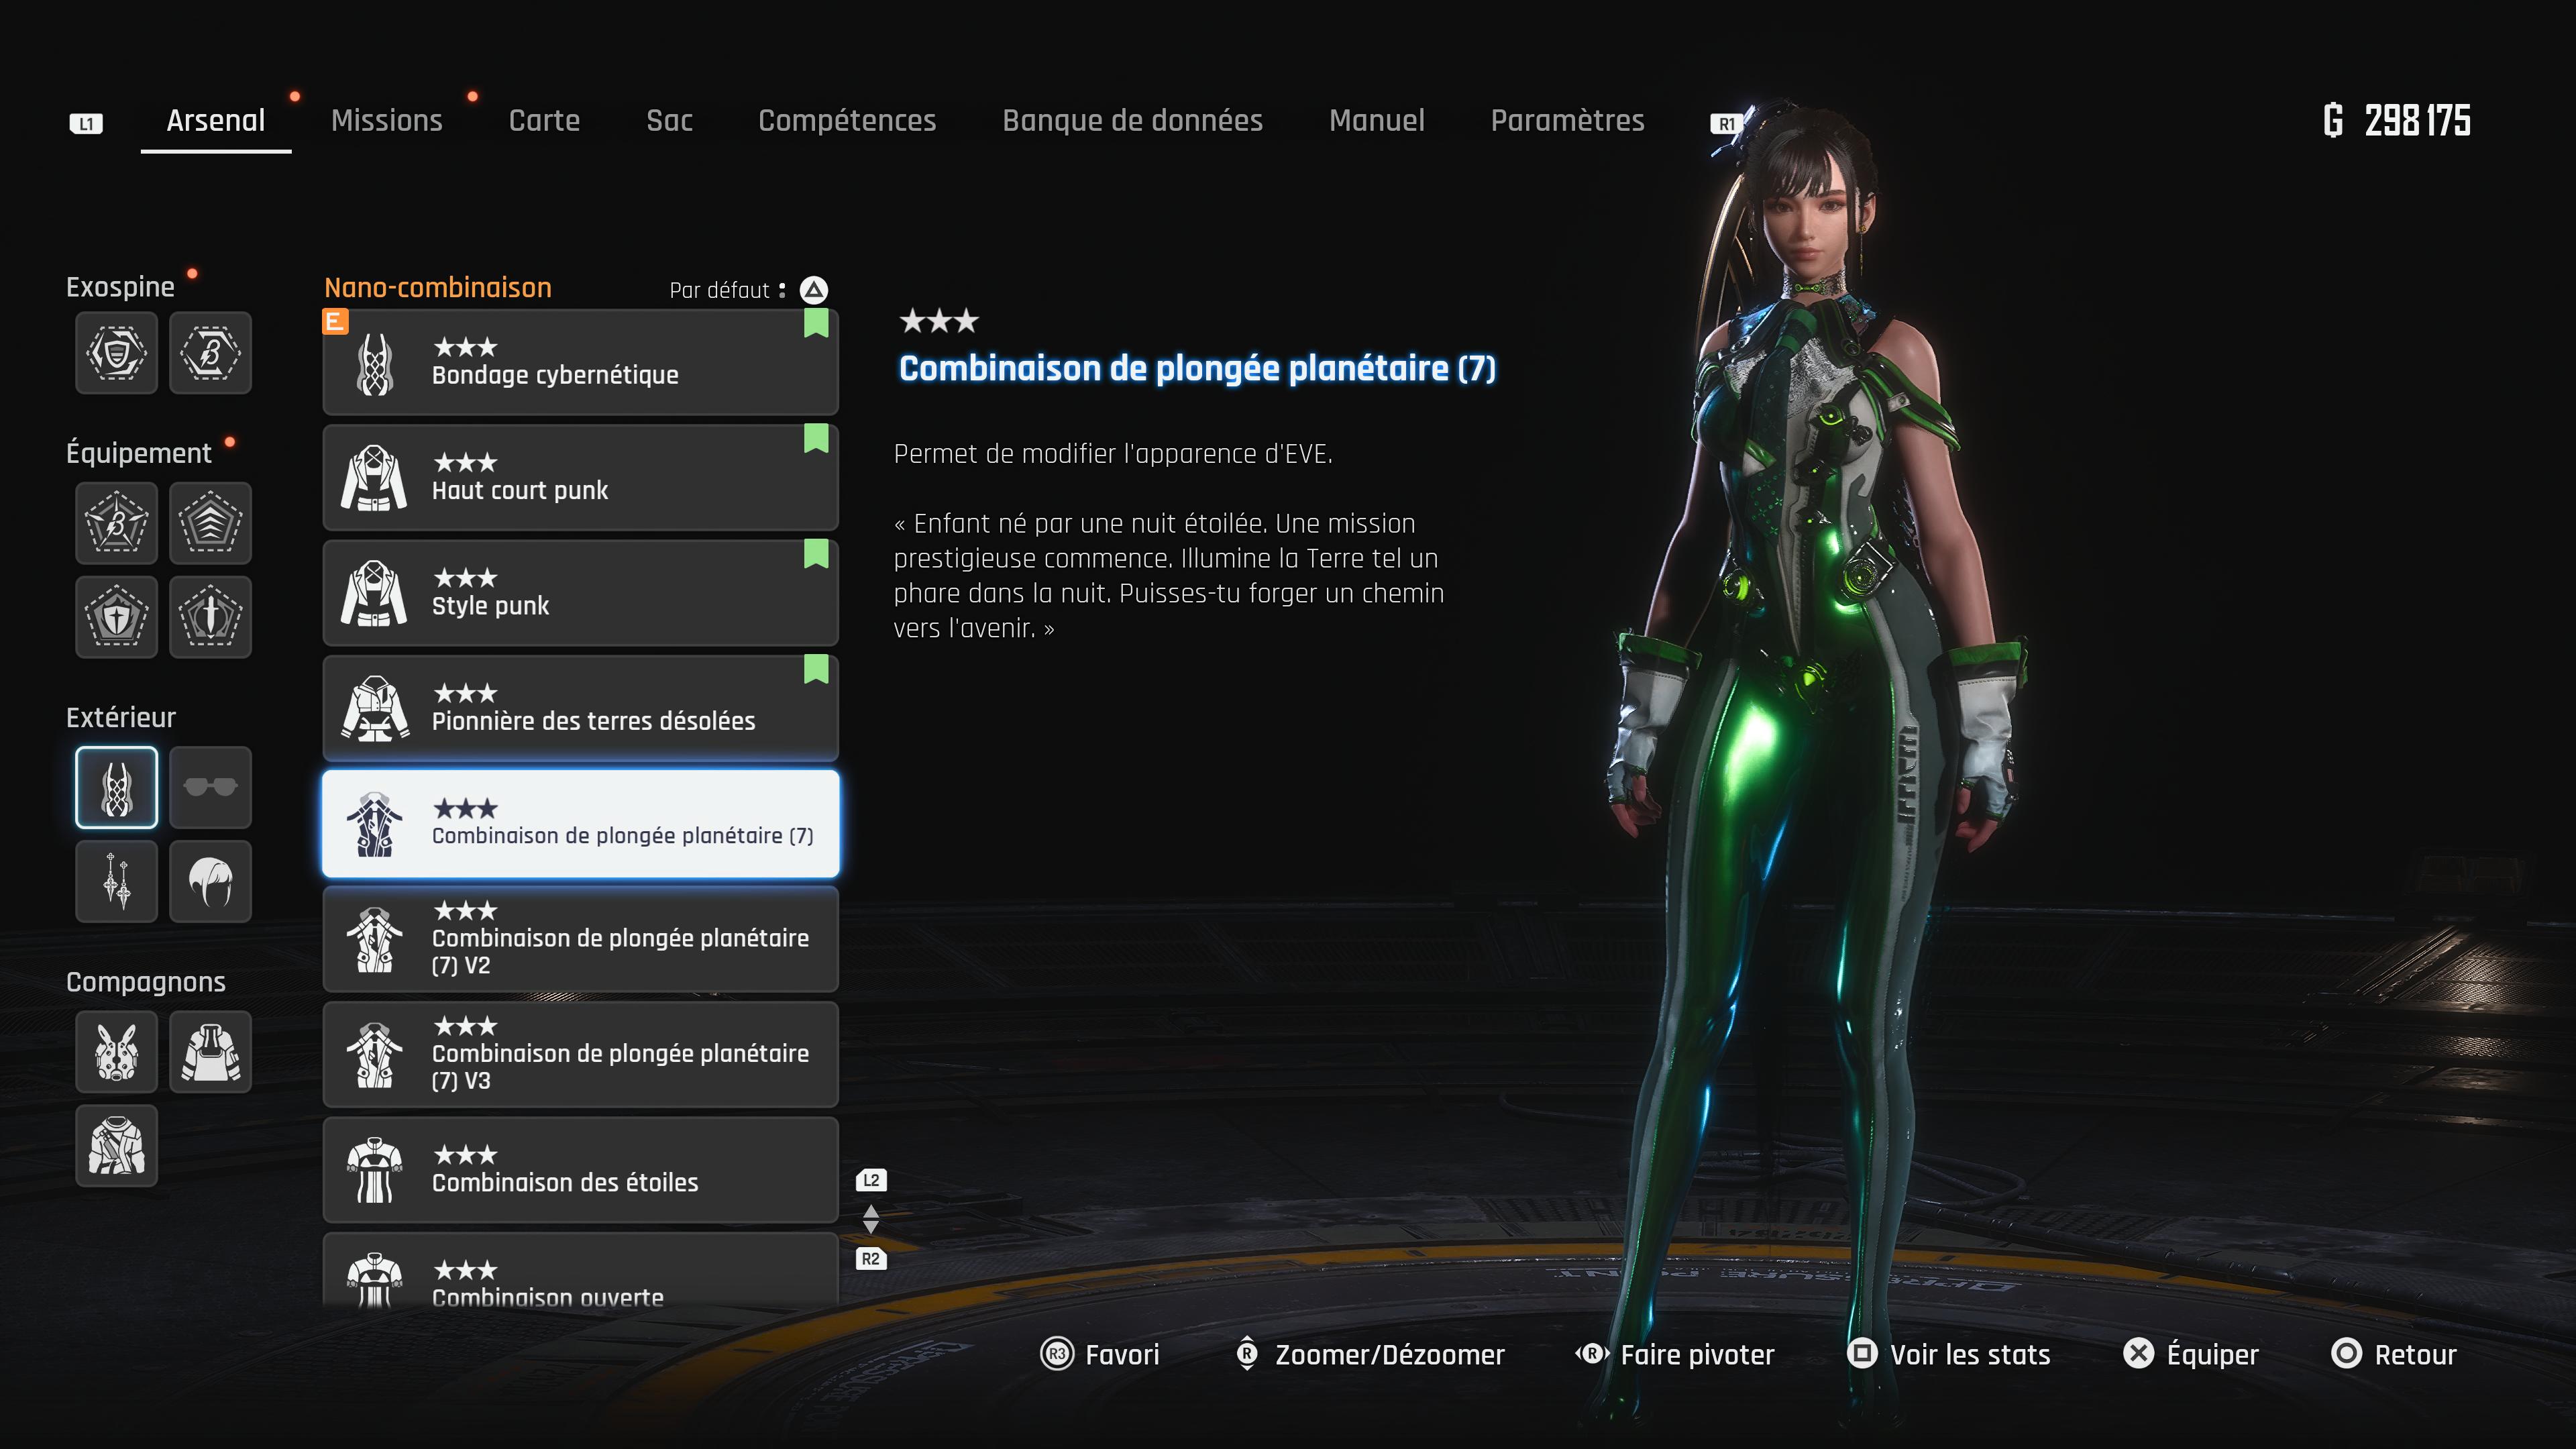 L1 Arsenal Missions Carte Sac Compétences Banque de données Manuel Paramètres R1
G 298 175
Exospine
Équipement
Extérieur
Compagnons
Nano-combinaison Par défaut :
E
Bondage cybernétique
Haut court punk
Style punk
Pionnière des terres désolées
Combinaison de plongée planétaire (7)
Combinaison de plongée planétaire
(7) V2
Combinaison de plongée planétaire
(7) V3
Combinaison des étoiles
Combinaison ouverte
L2
R2
★★★
Combinaison de plongée planétaire (7)
Permet de modifier l'apparence d'EVE.
« Enfant né par une nuit étoilée. Une mission
prestigieuse commence. Illumine la Terre tel un
phare dans la nuit. Puisses-tu forger un chemin
vers l'avenir. »
R3 Favori R Zoomer/Dézoomer R Faire pivoter Voir les stats Équiper Retour